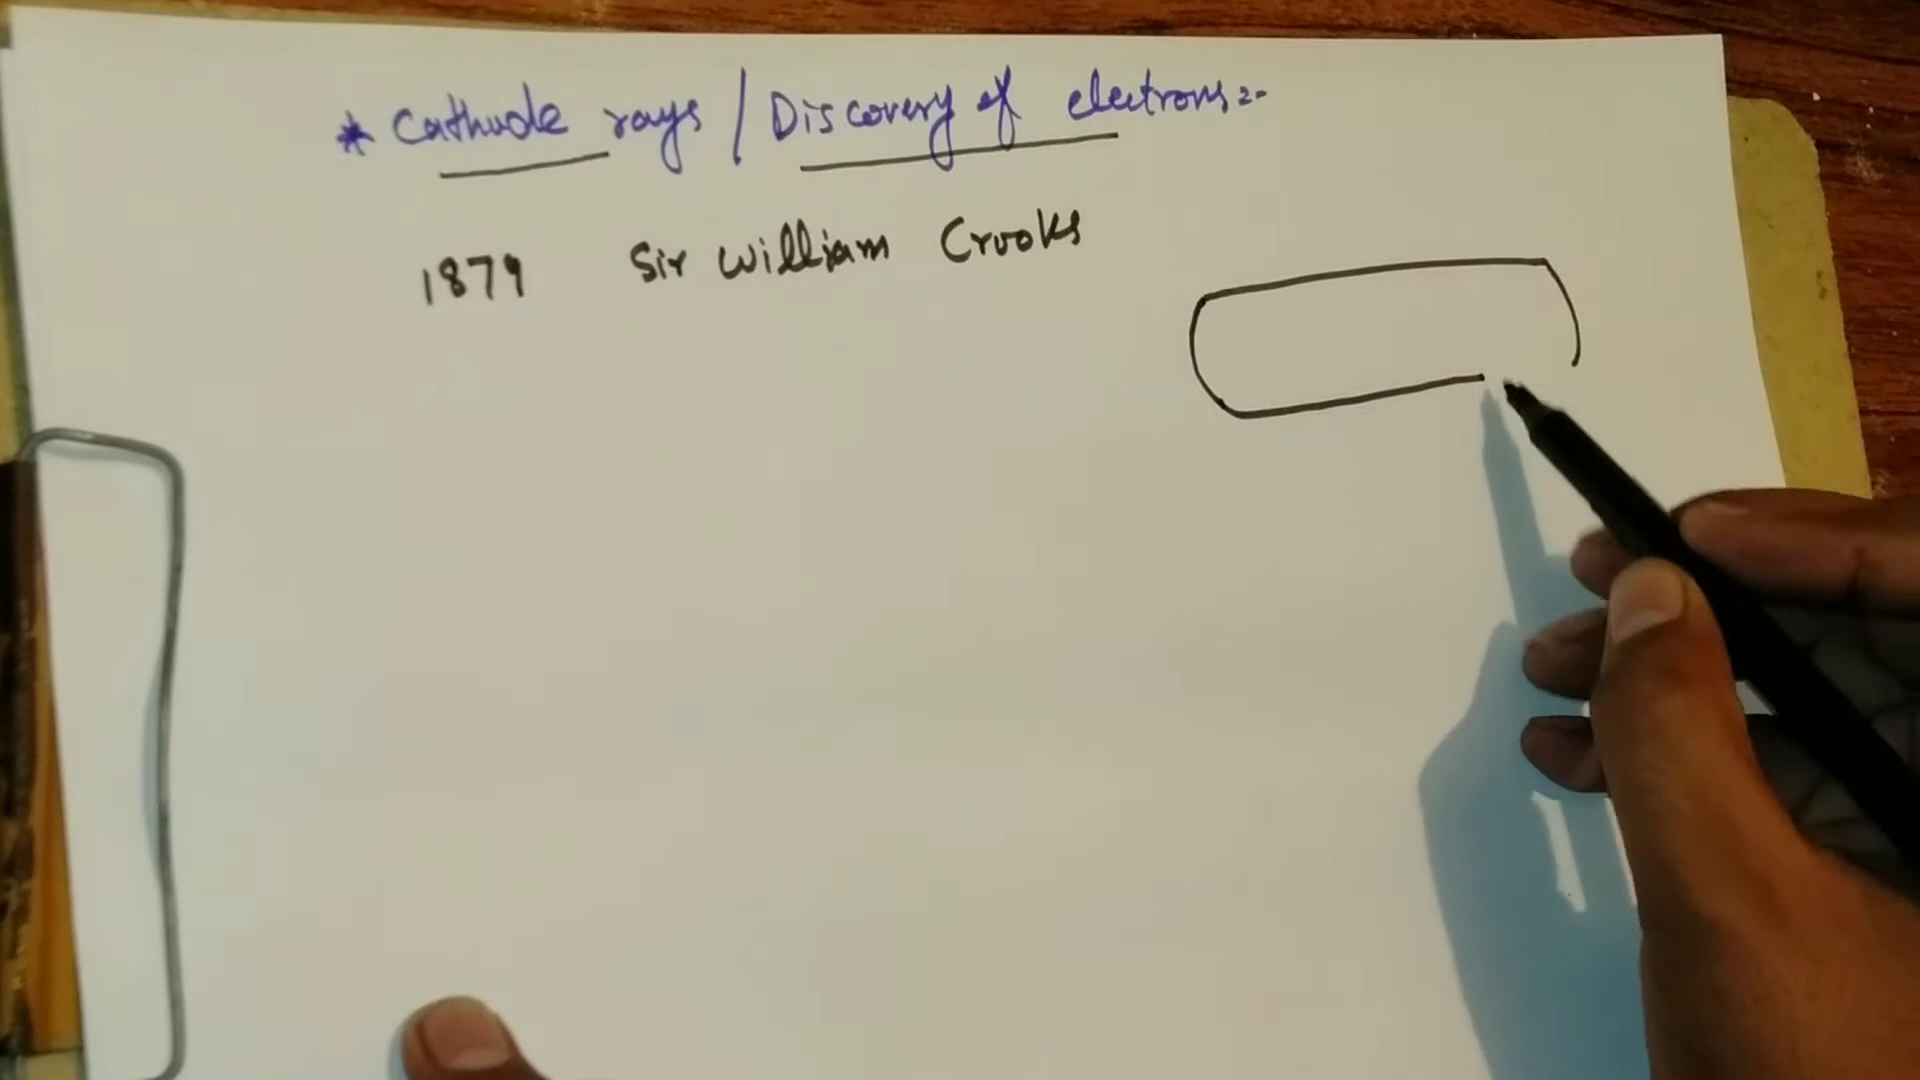 * Cathode rays / Discovery of electrons :-
1879 Sir William Crooks